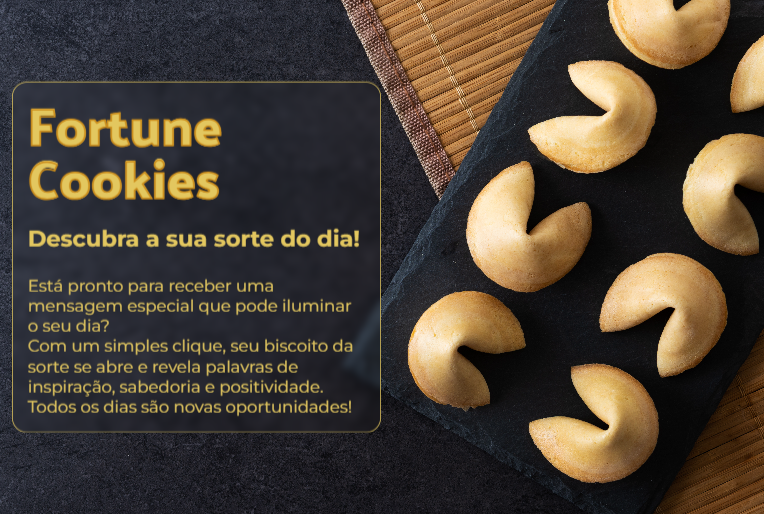 Fortune
Cookies
Descubra a sua sorte do dia!
Está pronto para receber uma
mensagem especial que pode iluminar
o seu dia?
Com um simples clique, seu biscoito da
sorte se abre e revela palavras de
inspiração, sabedoria e positividade.
Todos os dias são novas oportunidades!